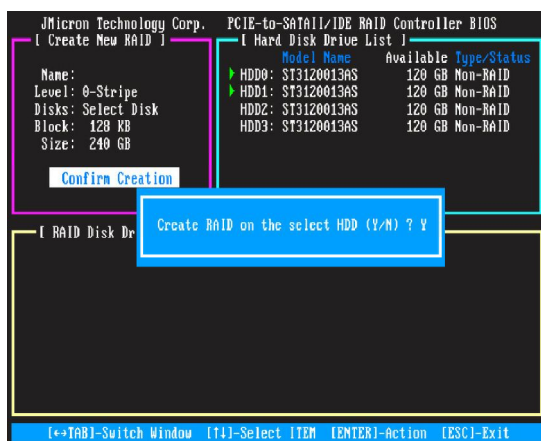 JMicron Technology Corp. PCIE-to-SATAII/IDE RAID Controller BIOS
[ Create New RAID ]
Name:
Level: 0-Stripe
Disks: Select Disk
Block: 128 KB
Size: 240 GB
Confirm Creation
[ Hard Disk Drive List ]
Model Name Available Type/Status
HDD0: ST3120013AS 120 GB Non-RAID
HDD1: ST3120013AS 120 GB Non-RAID
HDD2: ST3120013AS 120 GB Non-RAID
HDD3: ST3120013AS 120 GB Non-RAID
Create RAID on the select HDD (Y/N) ? Y
[ RAID Disk Dr
[←→TAB]-Switch Window [↑↓]-Select ITEM [ENTER]-Action [ESC]-Exit